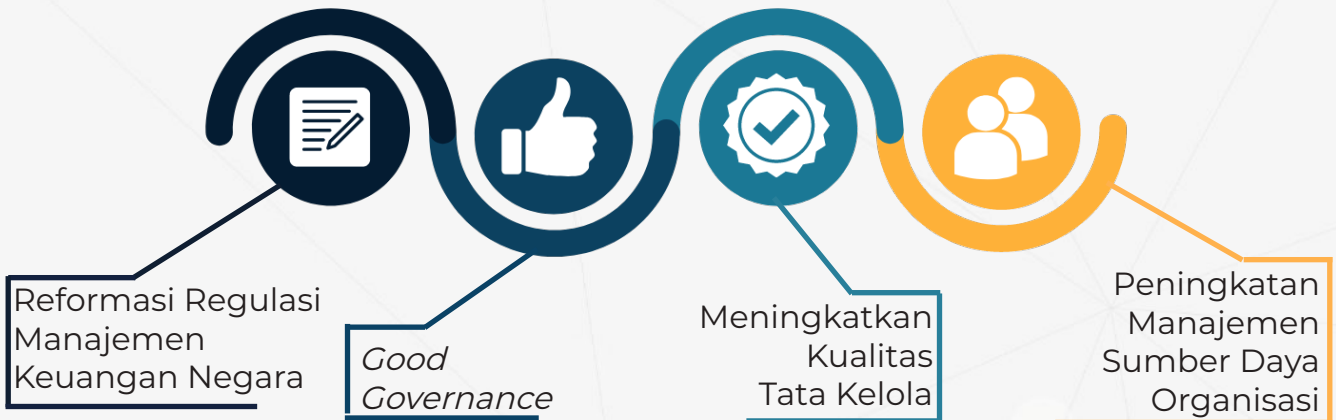 Reformasi Regulasi
Manajemen
Keuangan Negara
Good
Governance
Meningkatkan
Kualitas
Tata Kelola
Peningkatan
Manajemen
Sumber Daya
Organisasi